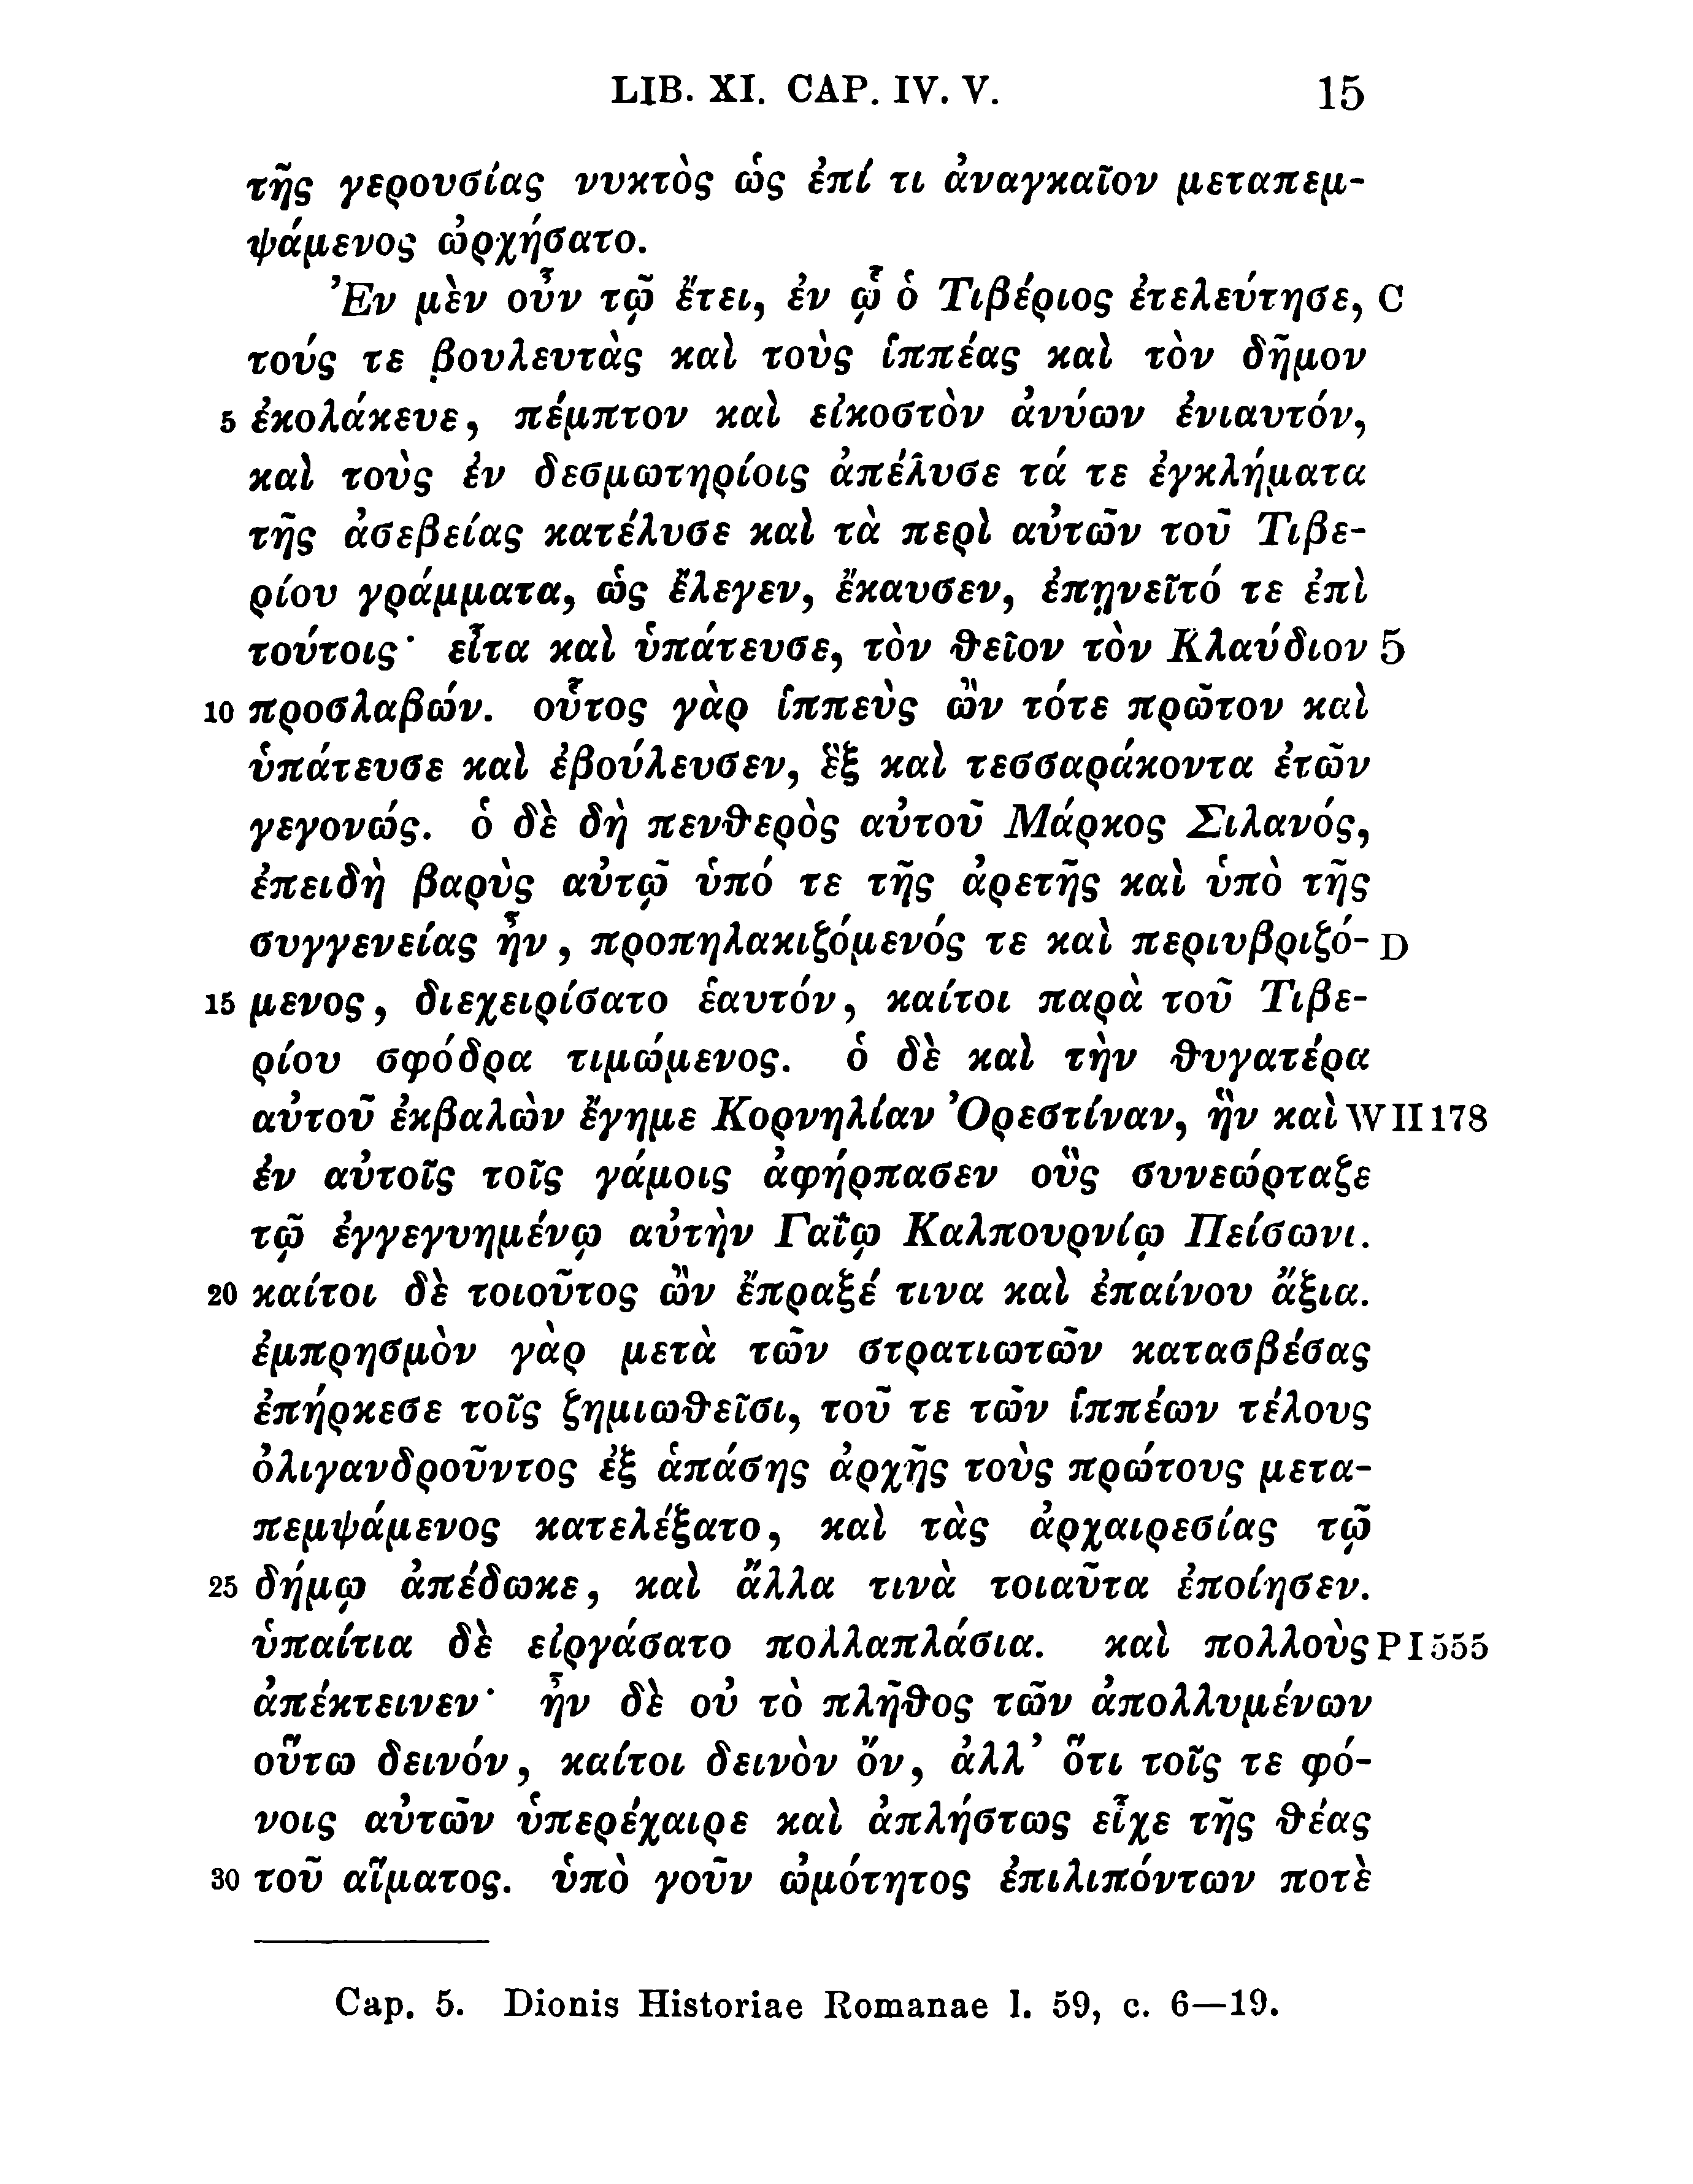 LIB. XI. CAP. IV. V. 15
τῆς γερουσίας νυκτὸς ὡς ἐπί τι ἀναγκαῖον μεταπεμ-
ψάμενος ὠρχήσατο.
Ἐν μὲν οὖν τῷ ἔτει, ἐν ᾧ ὁ Τιβέριος ἐτελεύτησε, C
τούς τε βουλευτὰς καὶ τοὺς ἱππέας καὶ τὸν δῆμον
5 ἐκολάκευε, πέμπτον καὶ εἰκοστὸν ἀνύων ἐνιαυτόν,
καὶ τοὺς ἐν δεσμωτηρίοις ἀπέλυσε τά τε ἐγκλήματα
τῆς ἀσεβείας κατέλυσε καὶ τὰ περὶ αὐτῶν τοῦ Τιβε-
ρίου γράμματα, ὡς ἔλεγεν, ἔκαυσεν, ἐπῃνεῖτό τε ἐπὶ
τούτοις· εἶτα καὶ ὑπάτευσε, τὸν θεῖον τὸν Κλαύδιον 5
10 προσλαβών. οὗτος γὰρ ἱππεὺς ὢν τότε πρῶτον καὶ
ὑπάτευσε καὶ ἐβούλευσεν, ἓξ καὶ τεσσαράκοντα ἐτῶν
γεγονώς. ὁ δὲ δὴ πενθερὸς αὐτοῦ Μάρκος Σιλανός,
ἐπειδὴ βαρὺς αὐτῷ ὑπό τε τῆς ἀρετῆς καὶ ὑπὸ τῆς
συγγενείας ἦν, προπηλακιζόμενός τε καὶ περιυβριζό- D
15 μενος, διεχειρίσατο ἑαυτόν, καίτοι παρὰ τοῦ Τιβε-
ρίου σφόδρα τιμώμενος. ὁ δὲ καὶ τὴν θυγατέρα
αὐτοῦ ἐκβαλὼν ἔγημε Κορνηλίαν Ὀρεστίναν, ἣν καὶ W II 178
ἐν αὐτοῖς τοῖς γάμοις ἀφήρπασεν οὓς συνεώρταζε
τῷ ἐγγεγυημένῳ αὐτὴν Γαΐῳ Καλπουρνίῳ Πείσωνι.
20 καίτοι δὲ τοιοῦτος ὢν ἔπραξέ τινα καὶ ἐπαίνου ἄξια.
ἐμπρησμὸν γὰρ μετὰ τῶν στρατιωτῶν κατασβέσας
ἐπήρκεσε τοῖς ζημιωθεῖσι, τοῦ τε τῶν ἱππέων τέλους
ὀλιγανδροῦντος ἐξ ἁπάσης ἀρχῆς τοὺς πρώτους μετα-
πεμψάμενος κατελέξατο, καὶ τὰς ἀρχαιρεσίας τῷ
25 δήμῳ ἀπέδωκε, καὶ ἄλλα τινὰ τοιαῦτα ἐποίησεν.
ὑπαίτια δὲ εἰργάσατο πολλαπλάσια. καὶ πολλοὺς P I 555
ἀπέκτεινεν· ἦν δὲ οὐ τὸ πλῆθος τῶν ἀπολλυμένων
οὕτω δεινόν, καίτοι δεινὸν ὄν, ἀλλ’ ὅτι τοῖς τε φό-
νοις αὐτῶν ὑπερέχαιρε καὶ ἀπλήστως εἶχε τῆς θέας
30 τοῦ αἵματος. ὑπὸ γοῦν ὠμότητος ἐπιλιπόντων ποτὲ
Cap. 5. Dionis Historiae Romanae l. 59, c. 6—19.